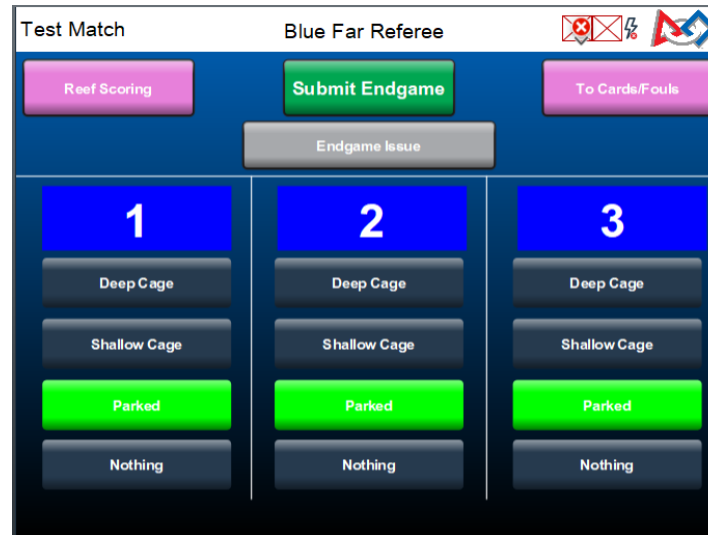 Test Match
Blue Far Referee
Reef Scoring
Submit Endgame
To Cards/Fouls
Endgame Issue
1
2
3
Deep Cage
Deep Cage
Deep Cage
Shallow Cage
Shallow Cage
Shallow Cage
Parked
Parked
Parked
Nothing
Nothing
Nothing